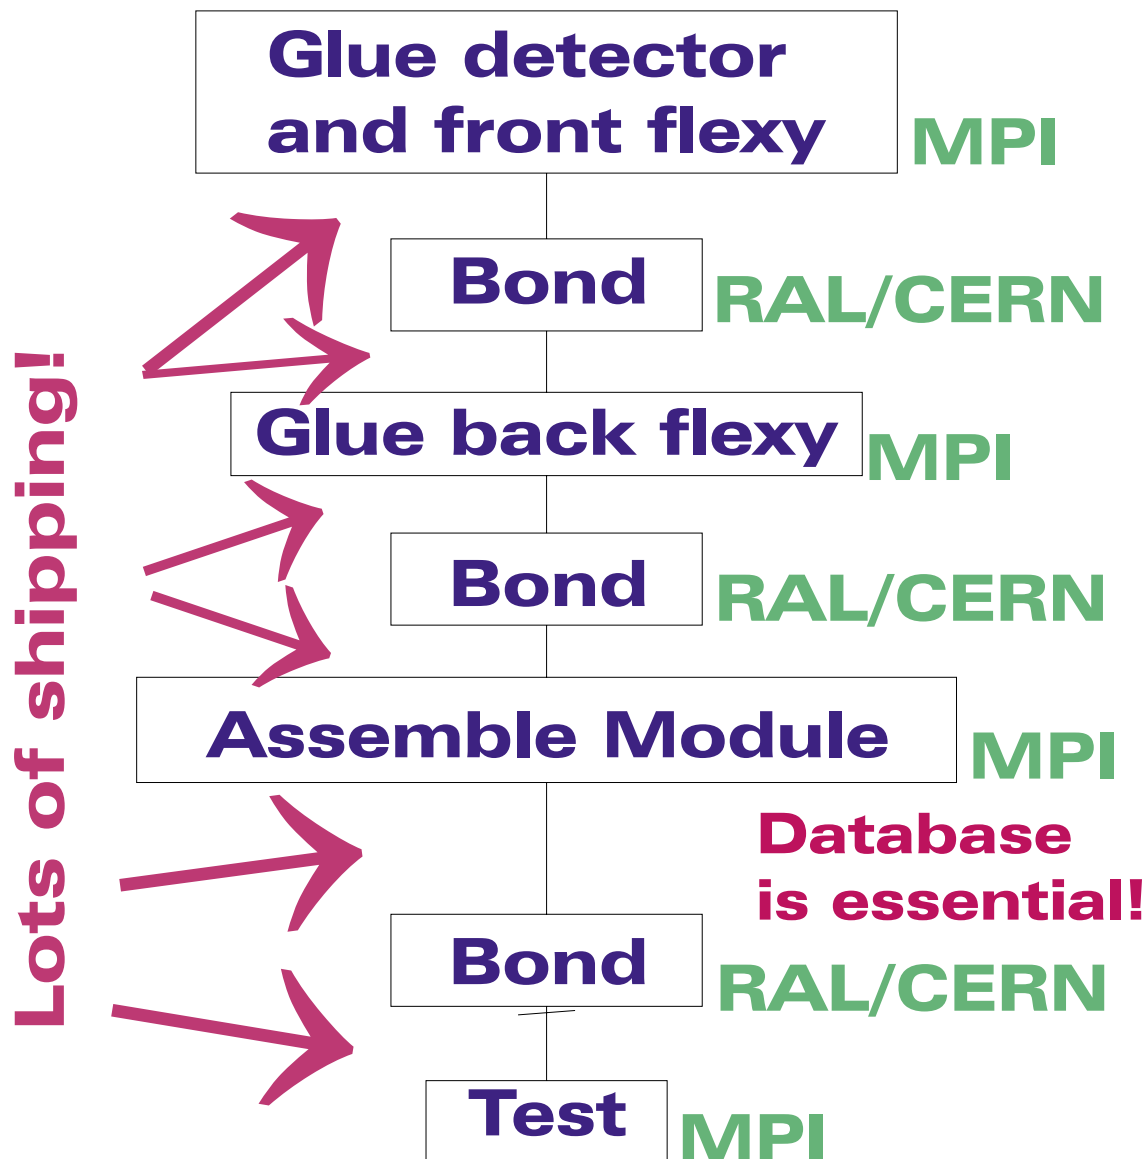 Glue detector
and front flexy
MPI
Bond
RAL/CERN
Glue back flexy
MPI
Bond
RAL/CERN
Assemble Module
MPI
Database
is essential!
Bond
RAL/CERN
Test
MPI
Lots of shipping!